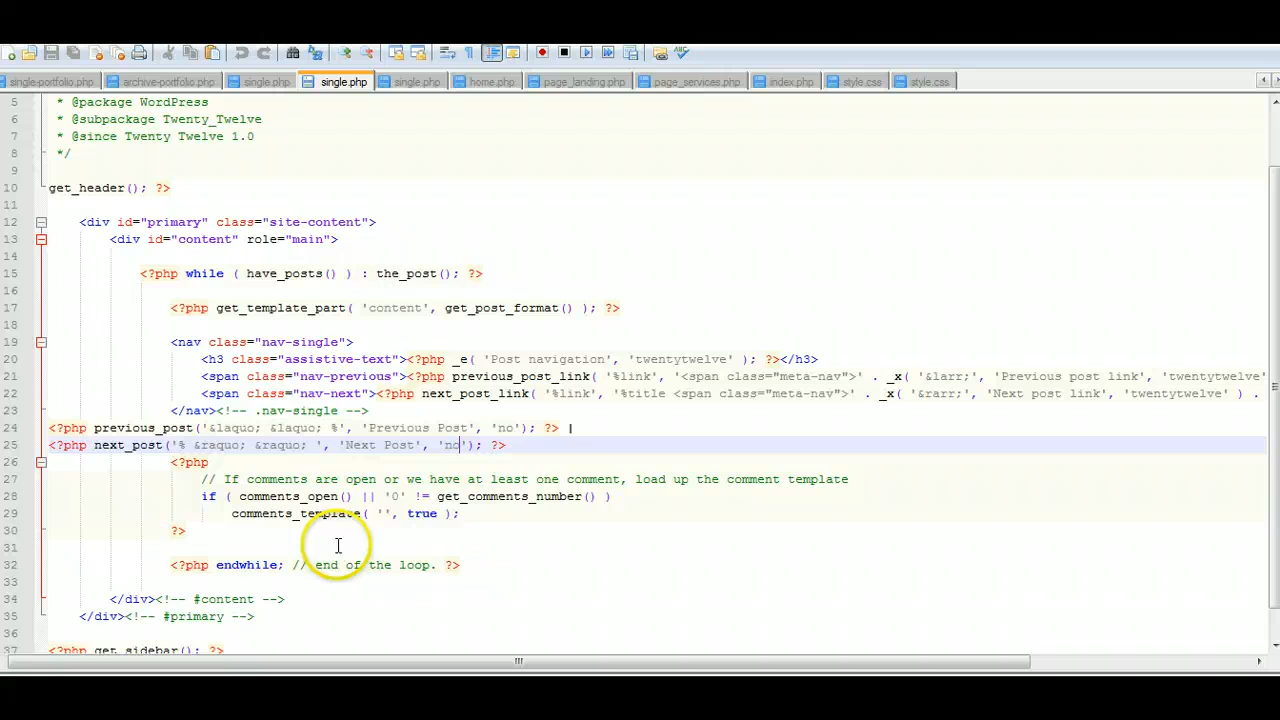 single-portfolio.php archive-portfolio.php single.php single.php single.php home.php page_landing.php page_services.php index.php style.css style.css
5 * @package WordPress
6 * @subpackage Twenty_Twelve
7 * @since Twenty Twelve 1.0
8 */
9
10 get_header(); ?>
11
12 <div id="primary" class="site-content">
13 <div id="content" role="main">
14
15 <?php while ( have_posts() ) : the_post(); ?>
16
17 <?php get_template_part( 'content', get_post_format() ); ?>
18
19 <nav class="nav-single">
20 <h3 class="assistive-text"><?php _e( 'Post navigation', 'twentytwelve' ); ?></h3>
21 <span class="nav-previous"><?php previous_post_link( '%link', '<span class="meta-nav">' . _x( '&larr;', 'Previous post link', 'twentytwelve'
22 <span class="nav-next"><?php next_post_link( '%link', '%title <span class="meta-nav">' . _x( '&rarr;', 'Next post link', 'twentytwelve' ) .
23 </nav><!-- .nav-single -->
24 <?php previous_post('&laquo; &laquo; %', 'Previous Post', 'no'); ?> |
25 <?php next_post('% &raquo; &raquo; ', 'Next Post', 'no'); ?>
26 <?php
27 // If comments are open or we have at least one comment, load up the comment template
28 if ( comments_open() || '0' != get_comments_number() )
29 comments_template( '', true );
30 ?>
31
32 <?php endwhile; // end of the loop. ?>
33
34 </div><!-- #content -->
35 </div><!-- #primary -->
36
37 <?php get_sidebar(); ?>